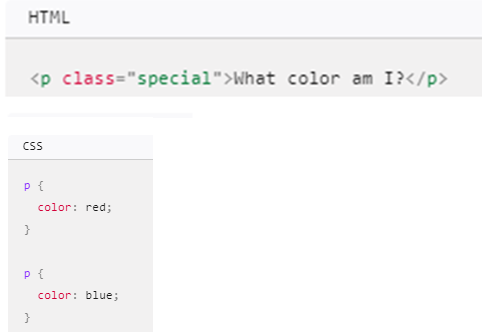 HTML
<p class="special">What color am I?</p>
CSS
p {
  color: red;
}
p {
  color: blue;
}